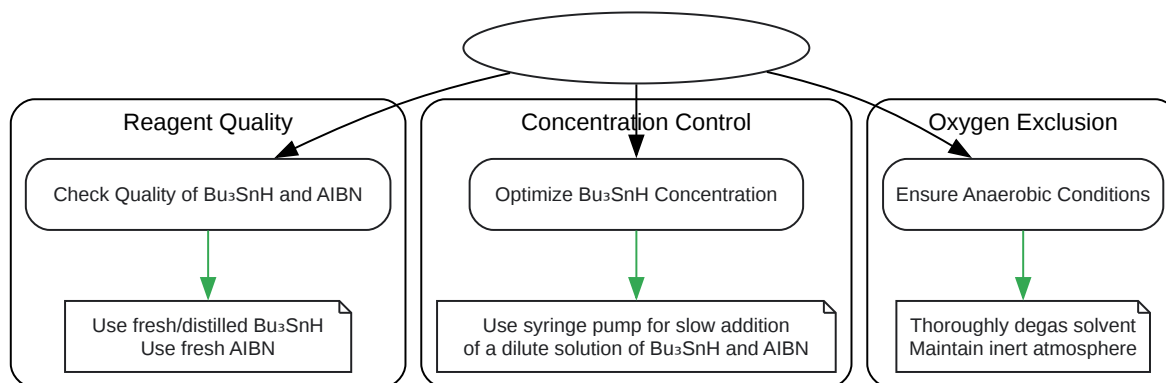 Reagent Quality
Concentration Control
Oxygen Exclusion
Check Quality of Bu₃SnH and AIBN
Optimize Bu₃SnH Concentration
Ensure Anaerobic Conditions
Use fresh/distilled Bu₃SnH
Use fresh AIBN
Use syringe pump for slow addition
of a dilute solution of Bu₃SnH and AIBN
Thoroughly degas solvent
Maintain inert atmosphere